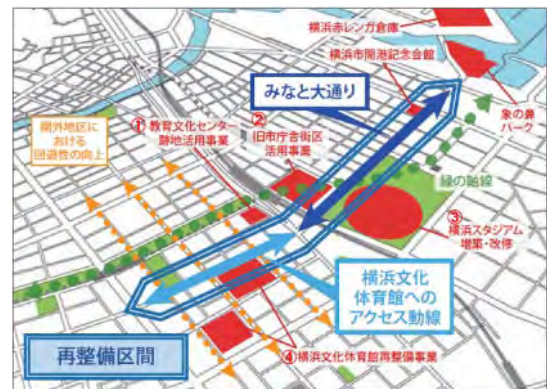 横浜赤レンガ倉庫
横浜市開港記念会館
みなと大通り
象の鼻
パーク
関外地区に
おける
回遊性の向上
①教育文化センター
跡地活用事業
②
旧市庁舎街区
活用事業
緑の軸線
③
横浜スタジアム
増築・改修
横浜文化
体育館への
アクセス動線
再整備区間
④横浜文化体育館再整備事業